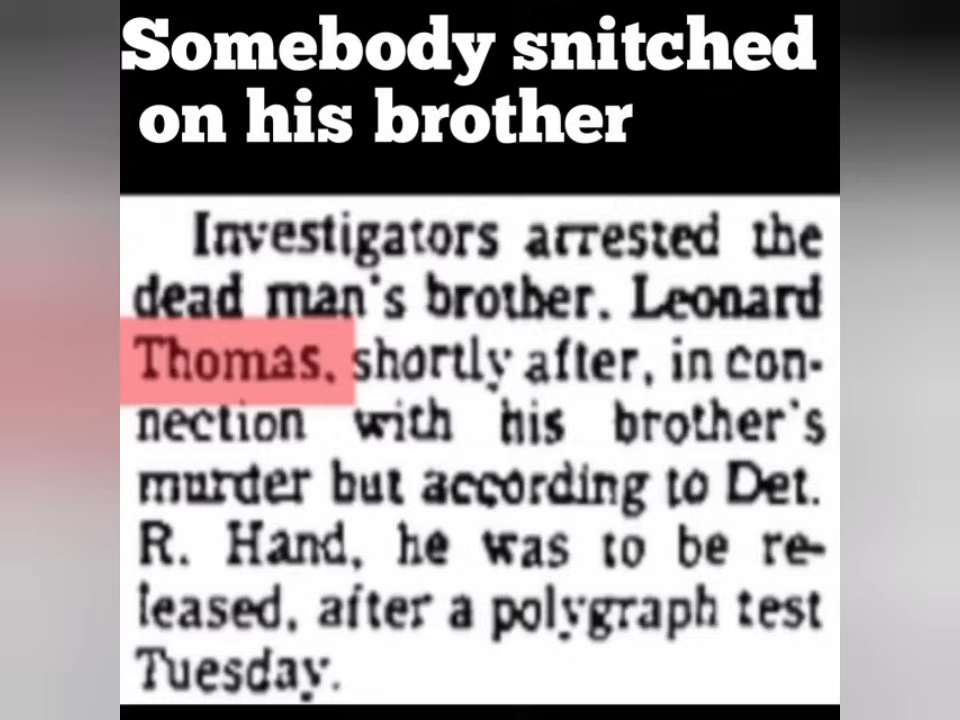 Somebody snitched
on his brother
Investigators arrested the
dead man's brother, Leonard
Thomas, shortly after, in con-
nection with his brother's
murder but according to Det.
R. Hand, he was to be re-
leased, after a polygraph test
Tuesday.